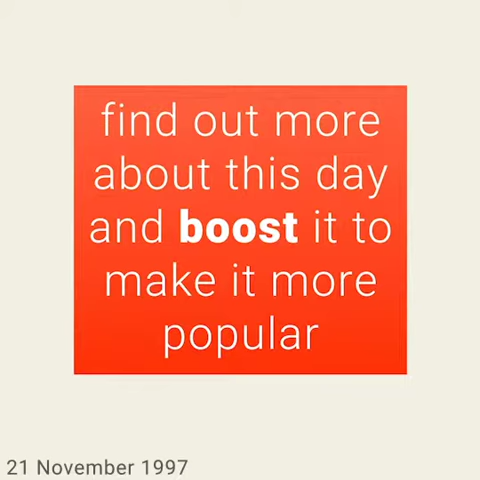 find out more
about this day
and boost it to
make it more
popular
21 November 1997